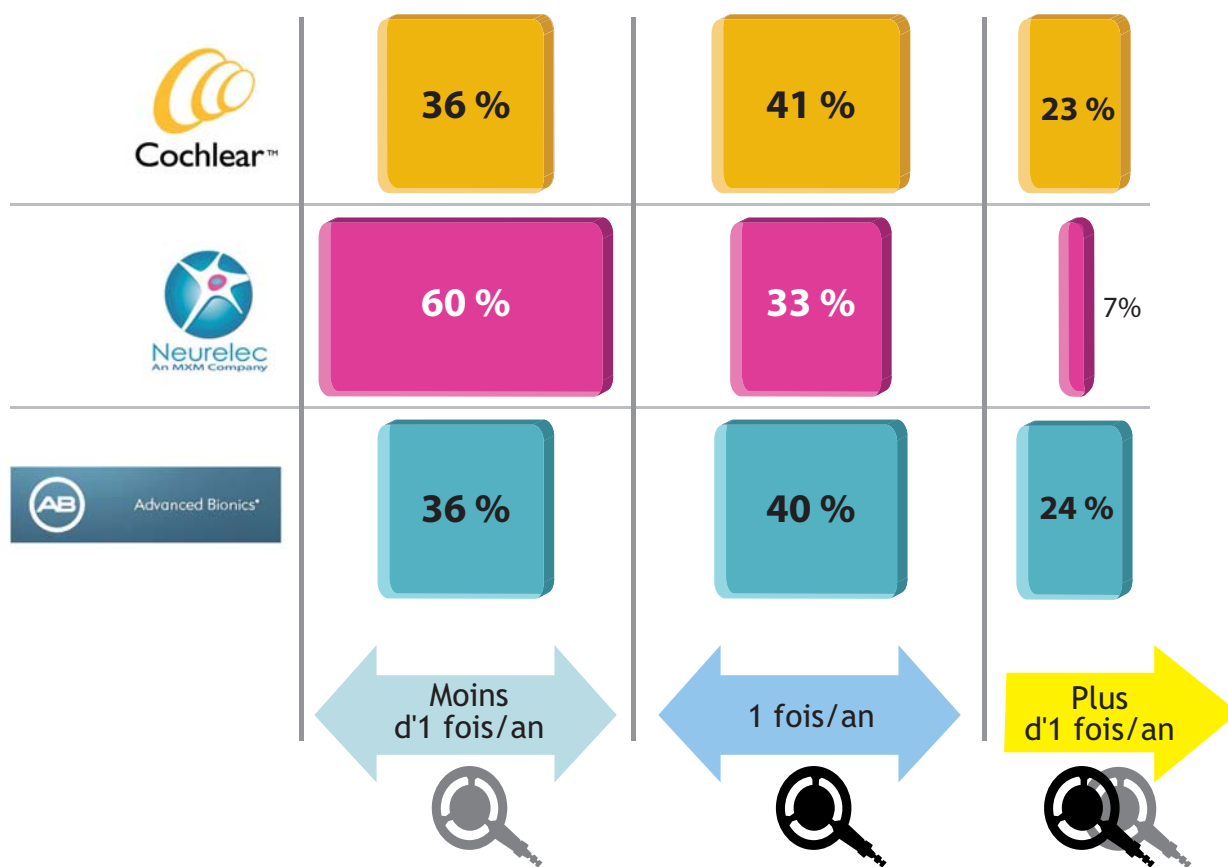 36 %
41 %
23 %
Cochlear™
60 %
33 %
7%
Neurelec
An MXM Company
36 %
40 %
24 %
AB
Advanced Bionics®
Moins
d'1 fois/an
1 fois/an
Plus
d'1 fois/an